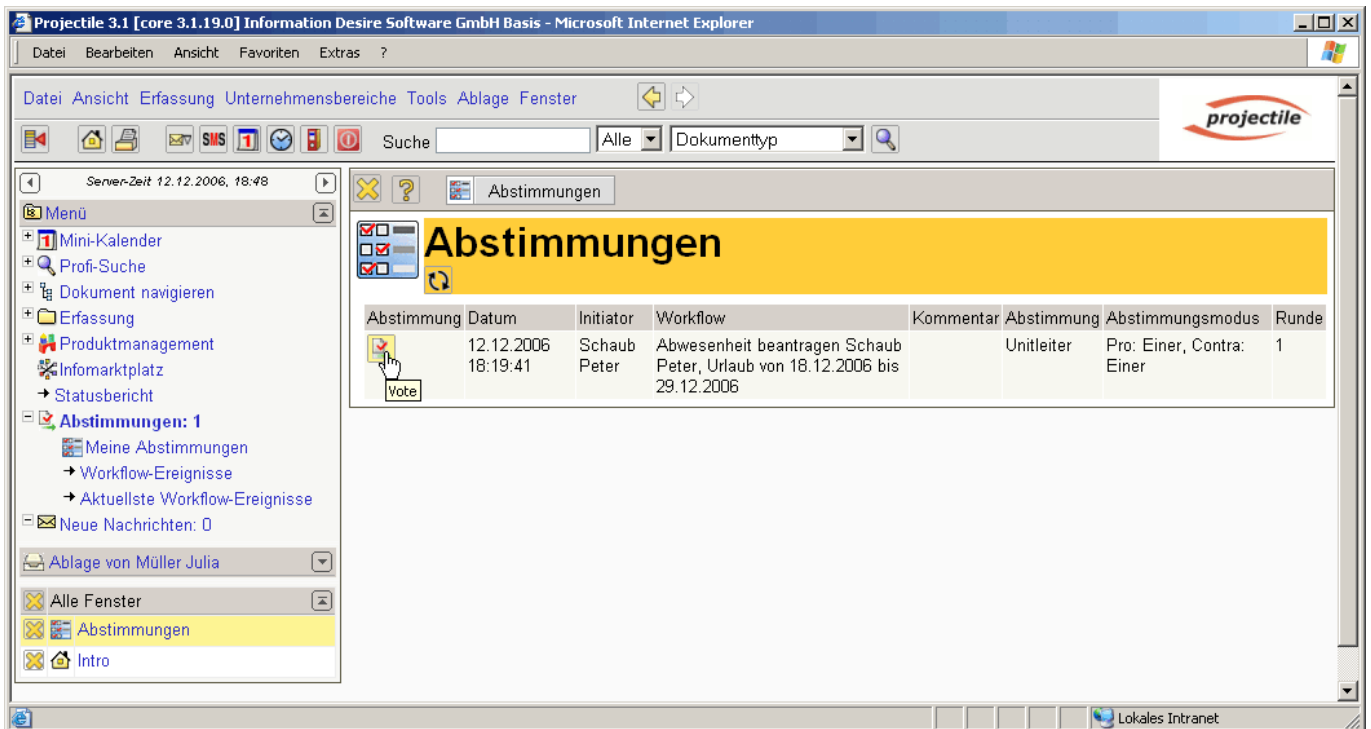 Projectile 3.1 [core 3.1.19.0] Information Desire Software GmbH Basis - Microsoft Internet Explorer
Datei Bearbeiten Ansicht Favoriten Extras ?
Datei Ansicht Erfassung Unternehmensbereiche Tools Ablage Fenster
projectile
SMS 1 Suche Alle Dokumenttyp
Server-Zeit 12.12.2006, 18:48
Menü
1 Mini-Kalender
Profi-Suche
Dokument navigieren
Erfassung
Produktmanagement
Infomarktplatz
Statusbericht
Abstimmungen: 1
Meine Abstimmungen
Workflow-Ereignisse
Aktuellste Workflow-Ereignisse
Neue Nachrichten: 0
Ablage von Müller Julia
Alle Fenster
Abstimmungen
Intro
? Abstimmungen
Abstimmungen
Abstimmung Datum Initiator Workflow Kommentar Abstimmung Abstimmungsmodus Runde
12.12.2006 Schaub Abwesenheit beantragen Schaub Unitleiter Pro: Einer, Contra: 1
18:19:41 Peter Peter, Urlaub von 18.12.2006 bis Einer
29.12.2006
Vote
Lokales Intranet